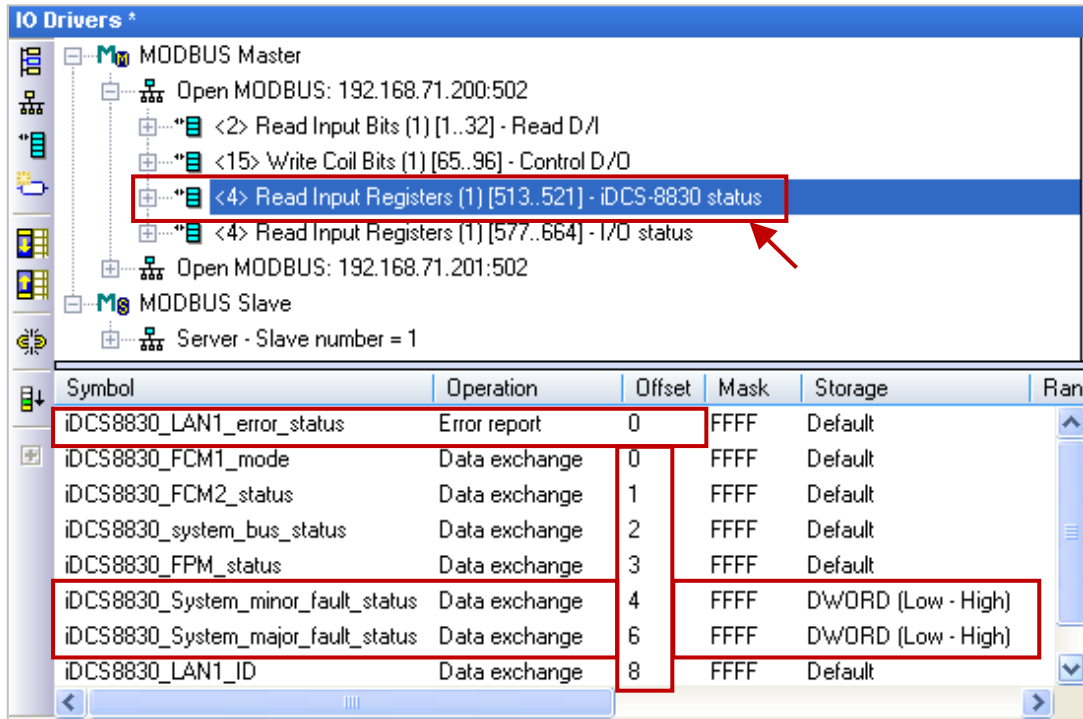 IO Drivers *
MODBUS Master
Open MODBUS: 192.168.71.200:502
<2> Read Input Bits (1) [1..32] - Read D/I
<15> Write Coil Bits (1) [65..96] - Control D/O
<4> Read Input Registers (1) [513..521] - iDCS-8830 status
<4> Read Input Registers (1) [577..664] - I/O status
Open MODBUS: 192.168.71.201:502
MODBUS Slave
Server - Slave number = 1
Symbol Operation Offset Mask Storage Ran
iDCS8830_LAN1_error_status Error report 0 FFFF Default
iDCS8830_FCM1_mode Data exchange 0 FFFF Default
iDCS8830_FCM2_status Data exchange 1 FFFF Default
iDCS8830_system_bus_status Data exchange 2 FFFF Default
iDCS8830_FPM_status Data exchange 3 FFFF Default
iDCS8830_System_minor_fault_status Data exchange 4 FFFF DWORD (Low - High)
iDCS8830_System_major_fault_status Data exchange 6 FFFF DWORD (Low - High)
iDCS8830_LAN1_ID Data exchange 8 FFFF Default